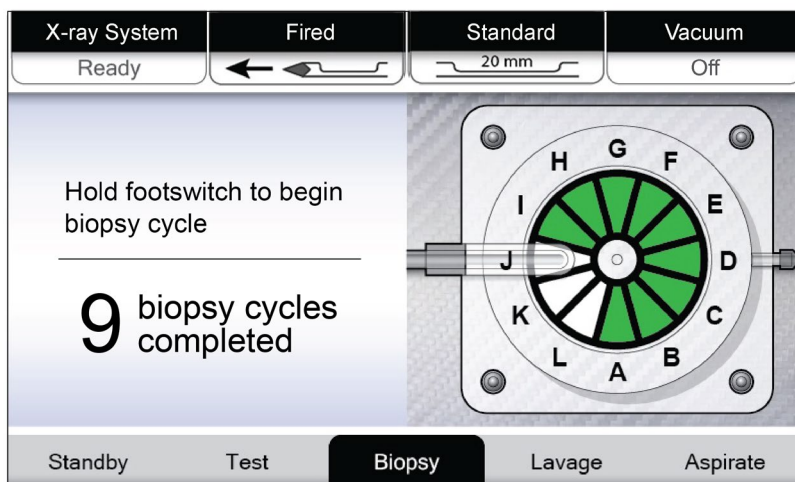 X-ray System
Fired
Standard
Vacuum
Ready
20 mm
Off
Hold footswitch to begin
biopsy cycle
9 biopsy cycles
completed
G
H F
I E
J D
K C
L B
A
Standby Test Biopsy Lavage Aspirate